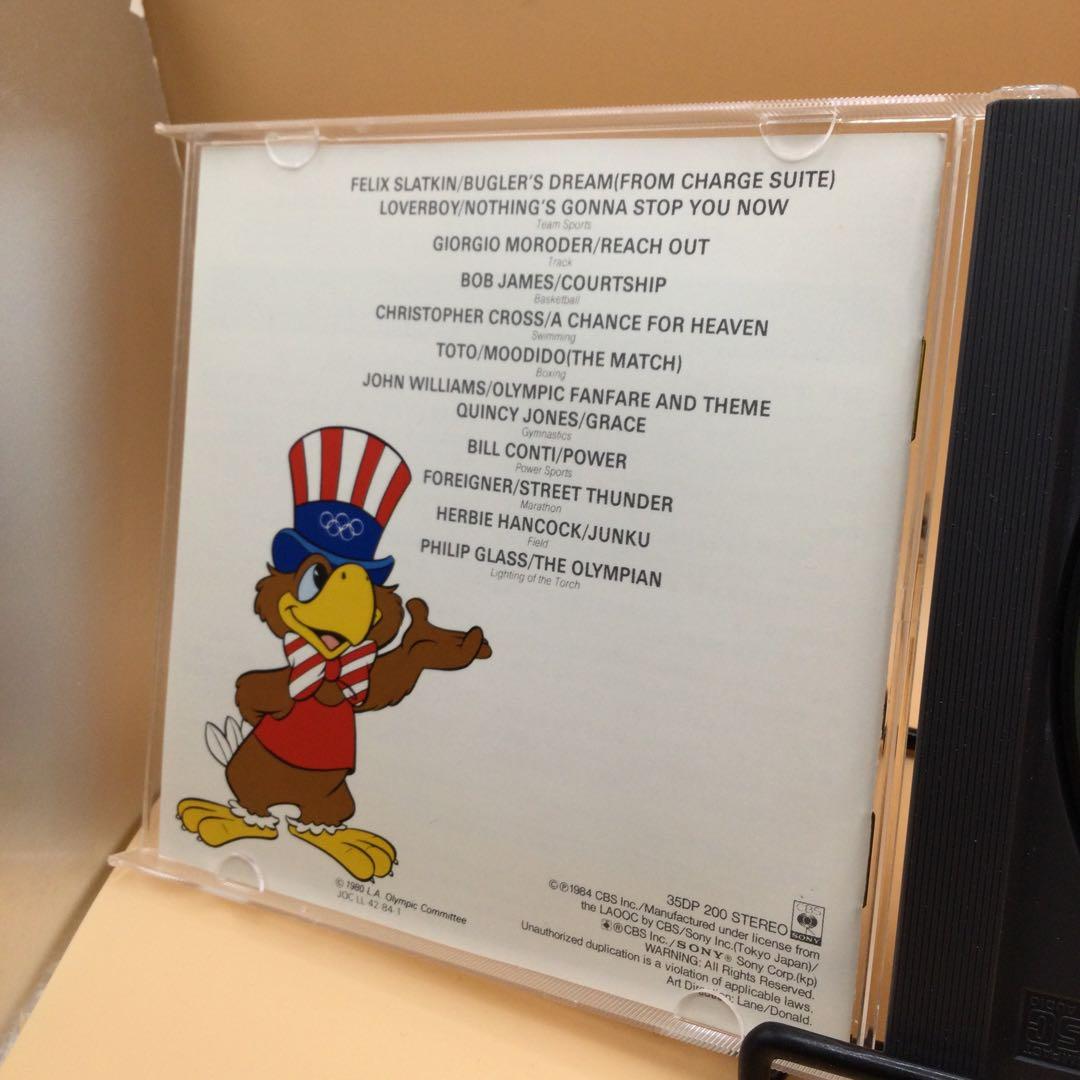 FELIX SLATKIN/BUGLER'S DREAM(FROM CHARGE SUITE)
LOVERBOY/NOTHING'S GONNA STOP YOU NOW
Team Sports
GIORGIO MORODER/REACH OUT
Track
BOB JAMES/COURTSHIP
Basketball
CHRISTOPHER CROSS/A CHANCE FOR HEAVEN
Swimming
TOTO/MOODIDO(THE MATCH)
Boxing
JOHN WILLIAMS/OLYMPIC FANFARE AND THEME
QUINCY JONES/GRACE
Gymnastics
BILL CONTI/POWER
Power Sports
FOREIGNER/STREET THUNDER
Marathon
HERBIE HANCOCK/JUNKU
Field
PHILIP GLASS/THE OLYMPIAN
Lighting of the Torch
© 1980 L.A. Olympic Committee
JOC LL 42-84-1
35DP 200 STEREO
CBS
SONY
©℗1984 CBS Inc./Manufactured under license from
the LAOOC by CBS/Sony Inc.(Tokyo Japan)/
®CBS Inc./SONY® Sony Corp.(kp)
WARNING: All Rights Reserved.
Unauthorized duplication is a violation of applicable laws.
Art Direction: Lane/Donald.